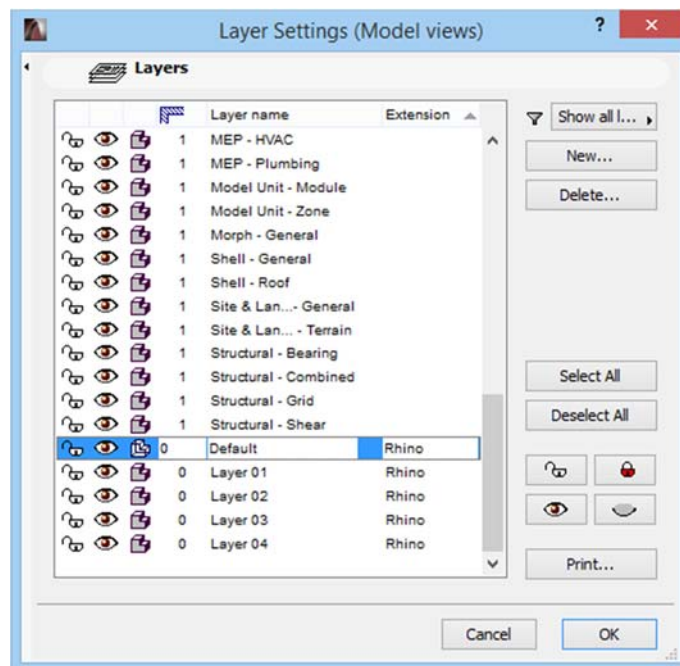 Layer Settings (Model views) ? ×
Layers
Layer name Extension
1 MEP - HVAC
1 MEP - Plumbing
1 Model Unit - Module
1 Model Unit - Zone
1 Morph - General
1 Shell - General
1 Shell - Roof
1 Site & Lan...- General
1 Site & Lan... - Terrain
1 Structural - Bearing
1 Structural - Combined
1 Structural - Grid
1 Structural - Shear
0 Default Rhino
0 Layer 01 Rhino
0 Layer 02 Rhino
0 Layer 03 Rhino
0 Layer 04 Rhino
Show all l...
New...
Delete...
Select All
Deselect All
Print...
Cancel OK